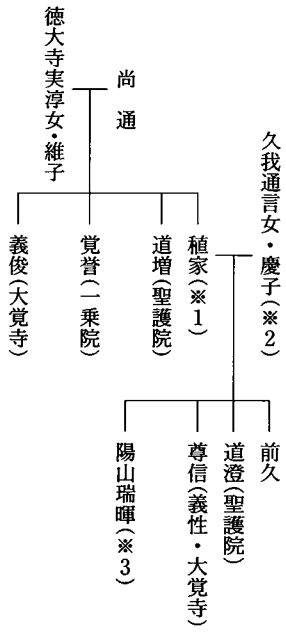 久我通言女・慶子(※2)
前久
道澄(聖護院)
尊信(義性・大覚寺)
陽山瑞暉(※3)
尚通
徳大寺実淳女・維子
稙家(※1)
道増(聖護院)
覚誉(一乗院)
義俊(大覚寺)